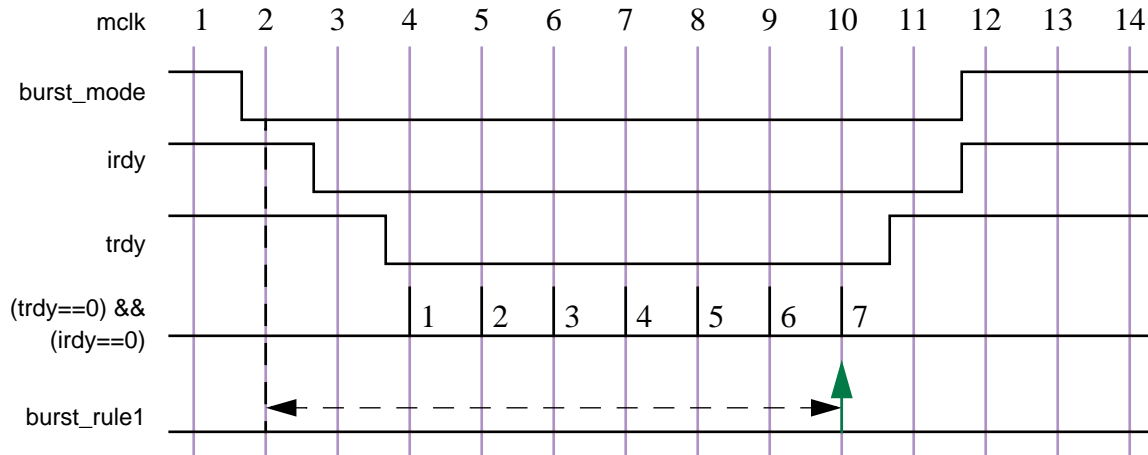 mclk 1 2 3 4 5 6 7 8 9 10 11 12 13 14
burst_mode
irdy
trdy
(trdy==0) &&
(irdy==0)
1 2 3 4 5 6 7
burst_rule1